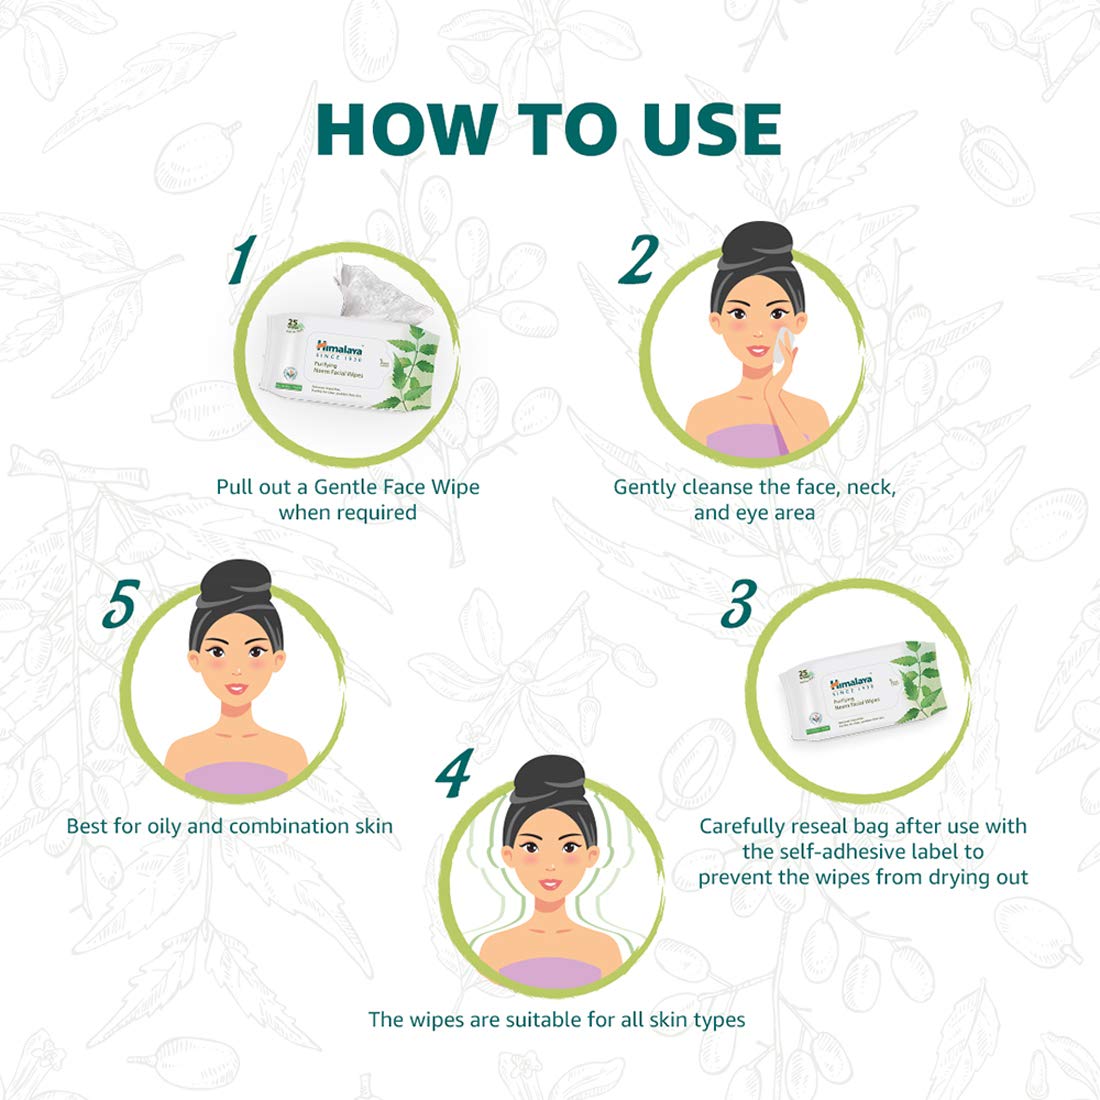 HOW TO USE
1
25
Himalaya
SINCE 1930
Purifying
Neem Facial Wipes
Pull out a Gentle Face Wipe
when required
2
Gently cleanse the face, neck,
and eye area
3
25
Himalaya
SINCE 1930
Purifying
Neem Facial Wipes
Carefully reseal bag after use with
the self-adhesive label to
prevent the wipes from drying out
4
The wipes are suitable for all skin types
5
Best for oily and combination skin